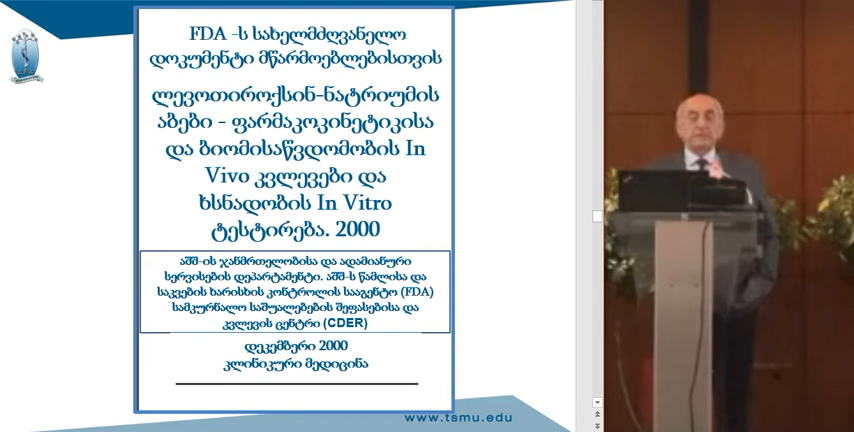 FDA -ს სახელმძღვანელო
დოკუმენტი მწარმოებლებისთვის
ლევოთიროქსინ-ნატრიუმის
აბები - ფარმაკოკინეტიკისა
და ბიომისაწვდომობის In
Vivo კვლევები და
ხსნადობის In Vitro
ტესტირება. 2000
აშშ-ის ჯანმრთელობისა და ადამიანური
სერვისების დეპარტამენტი. აშშ-ს წამლისა და
საკვების ხარისხის კონტროლის სააგენტო (FDA)
სამკურნალო საშუალებების შეფასებისა და
კვლევის ცენტრი (CDER)
დეკემბერი 2000
კლინიკური მედიცინა
www.tsmu.edu